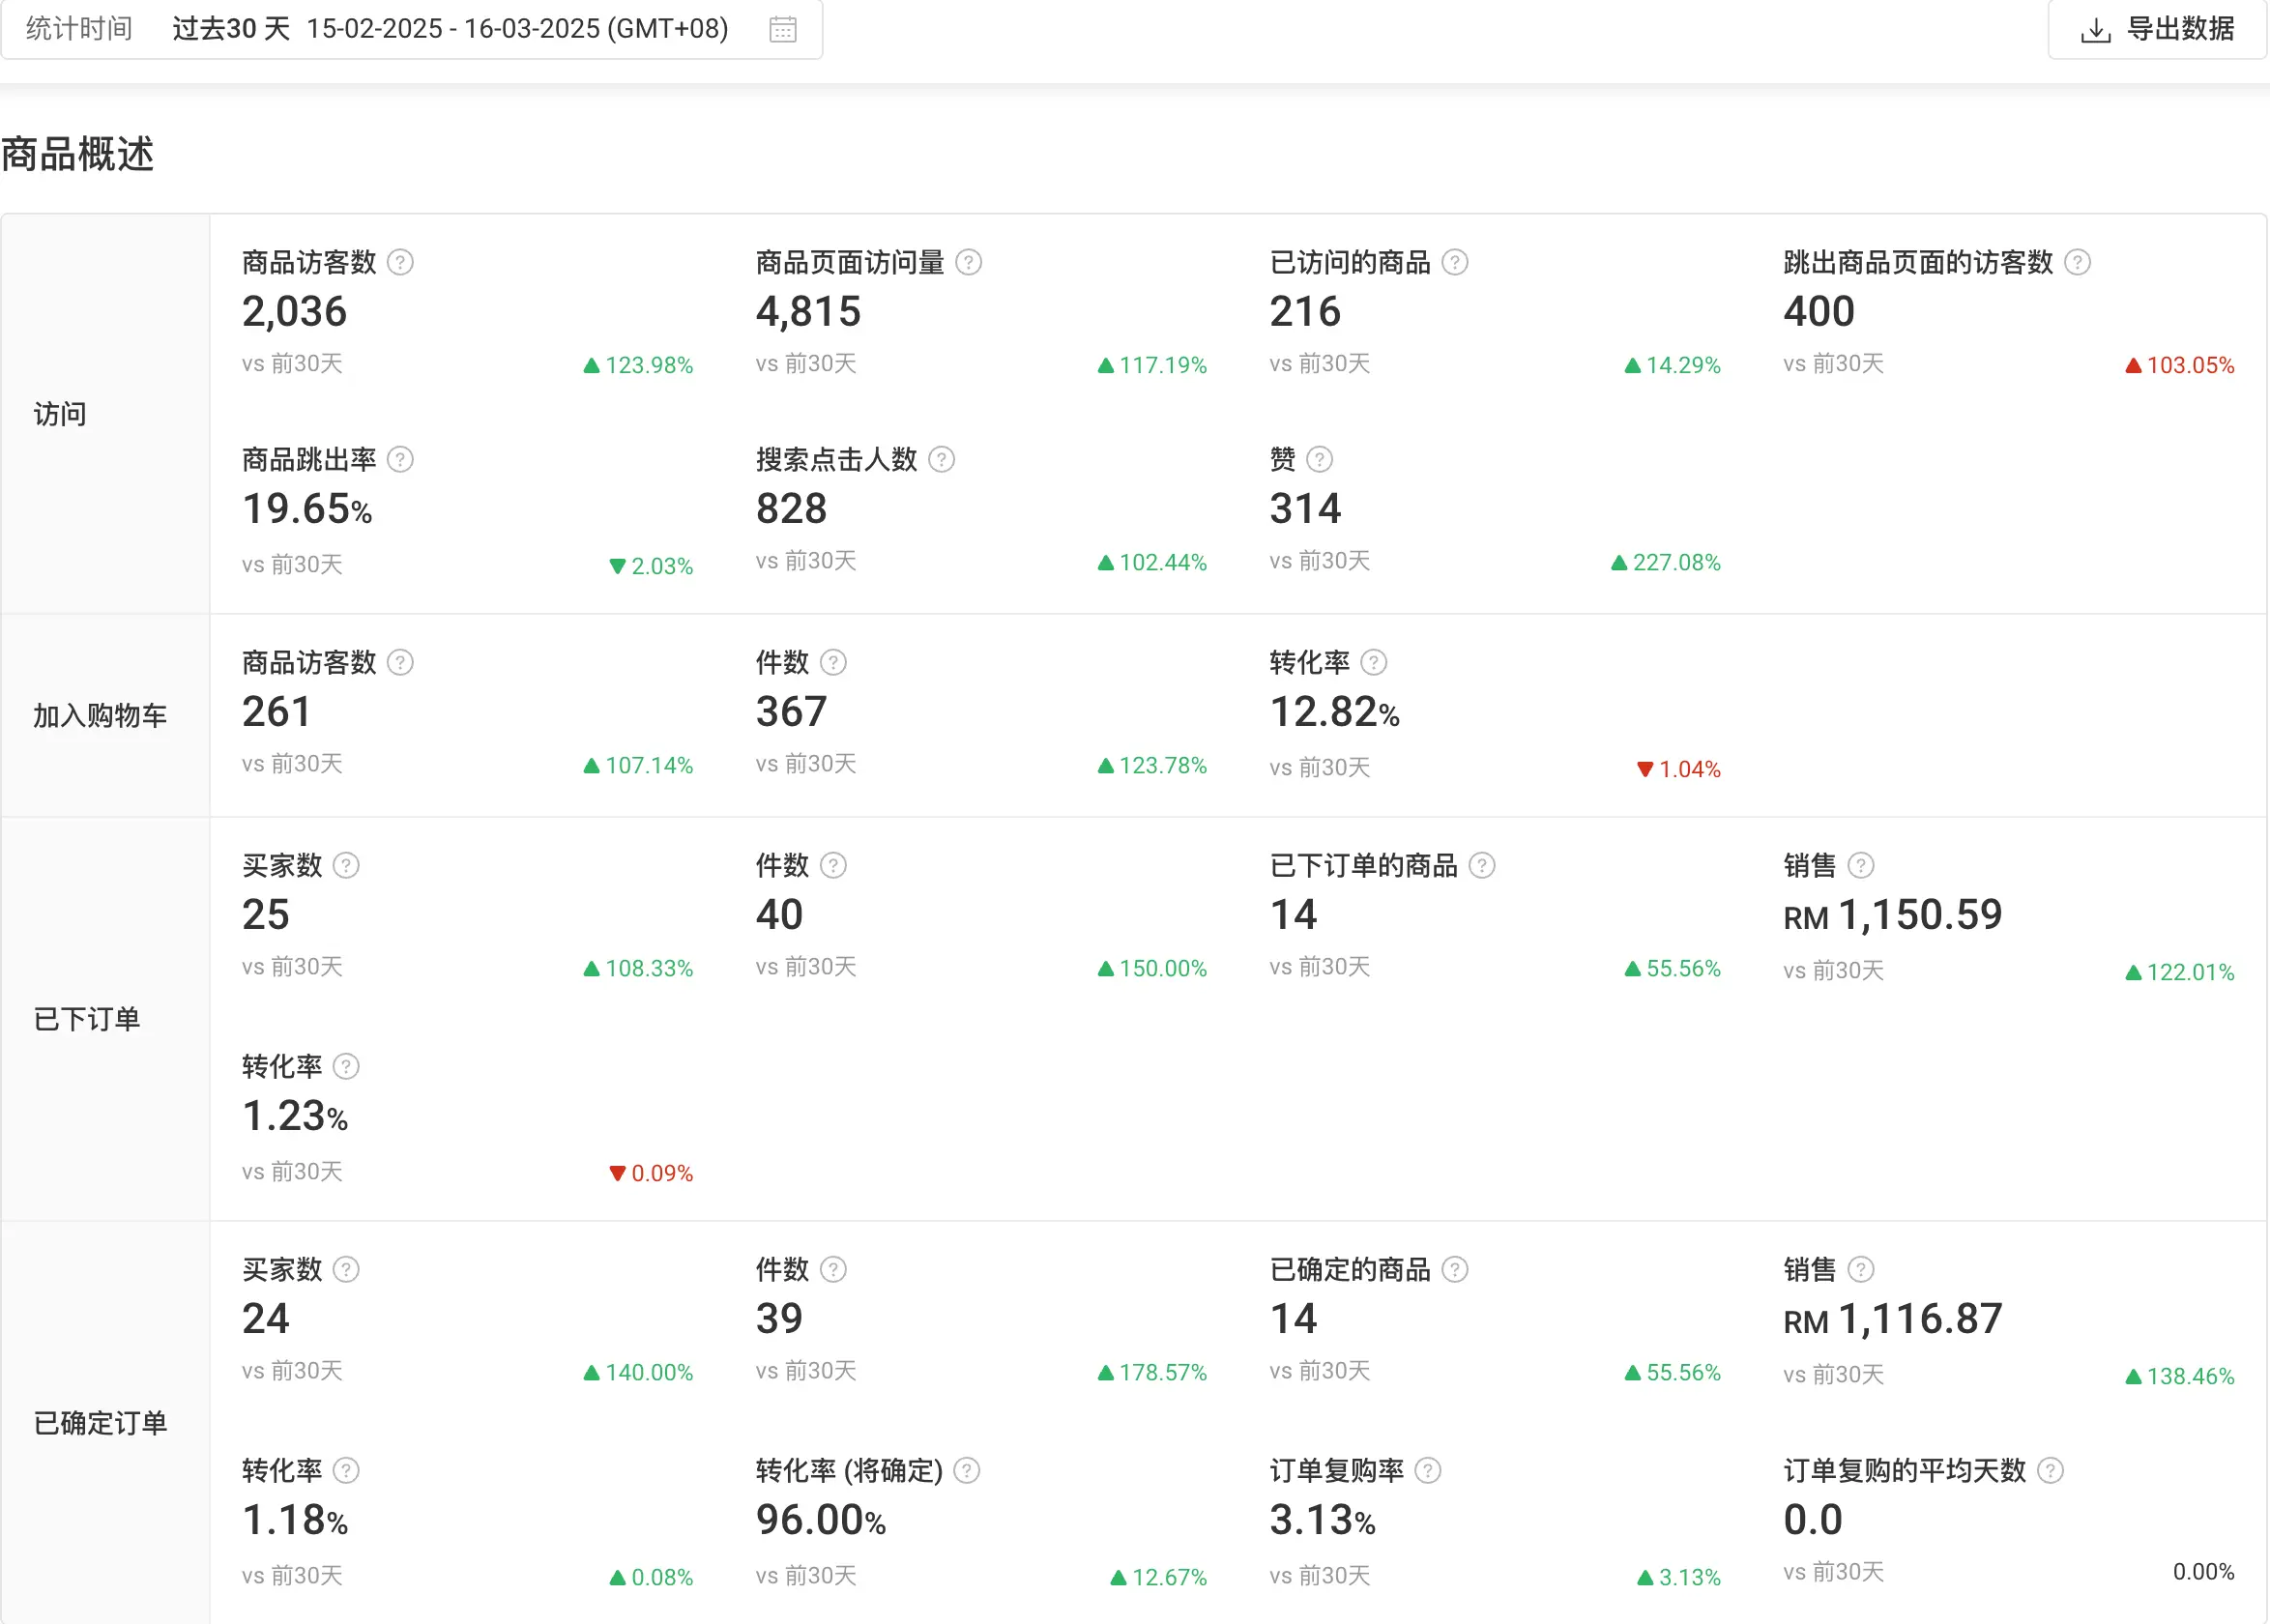 统计时间 过去30 天 15-02-2025 - 16-03-2025 (GMT+08) 导出数据
商品概述
访问
商品访客数 ? 商品页面访问量 ? 已访问的商品 ? 跳出商品页面的访客数 ?
2,036 4,815 216 400
vs 前30天 ▲123.98% vs 前30天 ▲117.19% vs 前30天 ▲14.29% vs 前30天 ▲103.05%
商品跳出率 ? 搜索点击人数 ? 赞 ?
19.65% 828 314
vs 前30天 ▼2.03% vs 前30天 ▲102.44% vs 前30天 ▲227.08%
加入购物车
商品访客数 ? 件数 ? 转化率 ?
261 367 12.82%
vs 前30天 ▲107.14% vs 前30天 ▲123.78% vs 前30天 ▼1.04%
已下订单
买家数 ? 件数 ? 已下订单的商品 ? 销售 ?
25 40 14 RM 1,150.59
vs 前30天 ▲108.33% vs 前30天 ▲150.00% vs 前30天 ▲55.56% vs 前30天 ▲122.01%
转化率 ?
1.23%
vs 前30天 ▼0.09%
已确定订单
买家数 ? 件数 ? 已确定的商品 ? 销售 ?
24 39 14 RM 1,116.87
vs 前30天 ▲140.00% vs 前30天 ▲178.57% vs 前30天 ▲55.56% vs 前30天 ▲138.46%
转化率 ? 转化率 (将确定) ? 订单复购率 ? 订单复购的平均天数 ?
1.18% 96.00% 3.13% 0.0
vs 前30天 ▲0.08% vs 前30天 ▲12.67% vs 前30天 ▲3.13% vs 前30天 0.00%